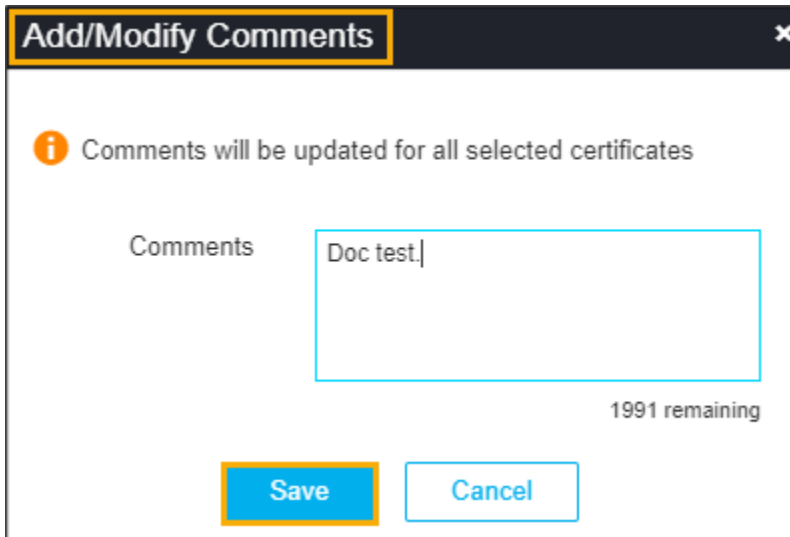 Add/Modify Comments
Comments will be updated for all selected certificates
Comments
Doc test.
1991 remaining
Save
Cancel